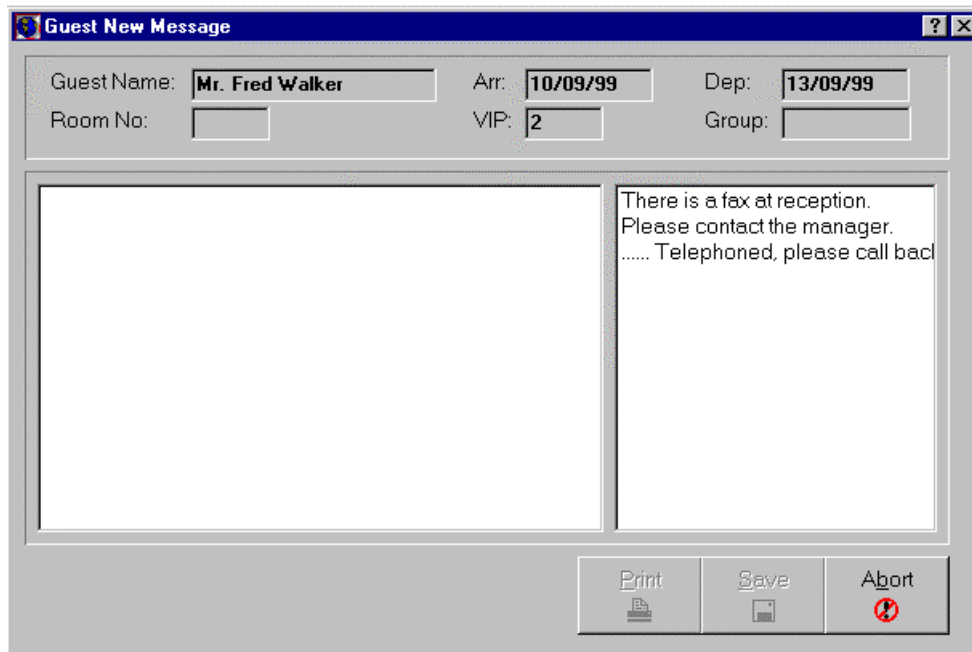 Guest New Message
Guest Name: Mr. Fred Walker Arr: 10/09/99 Dep: 13/09/99
Room No: VIP: 2 Group:
There is a fax at reception.
Please contact the manager.
...... Telephoned, please call bac
Print Save Abort